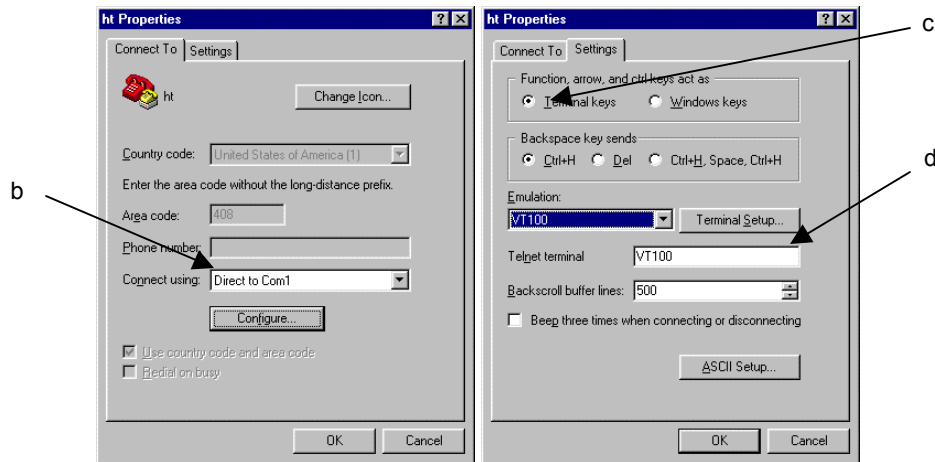 ht Properties
Connect To
Settings
ht
Change Icon...
Country code:
United States of America (1)
Enter the area code without the long-distance prefix.
Area code:
408
Phone number:
Connect using:
Direct to Com1
Configure...
Use country code and area code
Redial on busy
OK
Cancel
b
ht Properties
Connect To
Settings
Function, arrow, and ctrl keys act as
Terminal keys
Windows keys
Backspace key sends
Ctrl+H
Del
Ctrl+H, Space, Ctrl+H
Emulation:
VT100
Terminal Setup...
Telnet terminal
VT100
Backscroll buffer lines:
500
Beep three times when connecting or disconnecting
ASCII Setup...
OK
Cancel
c
d